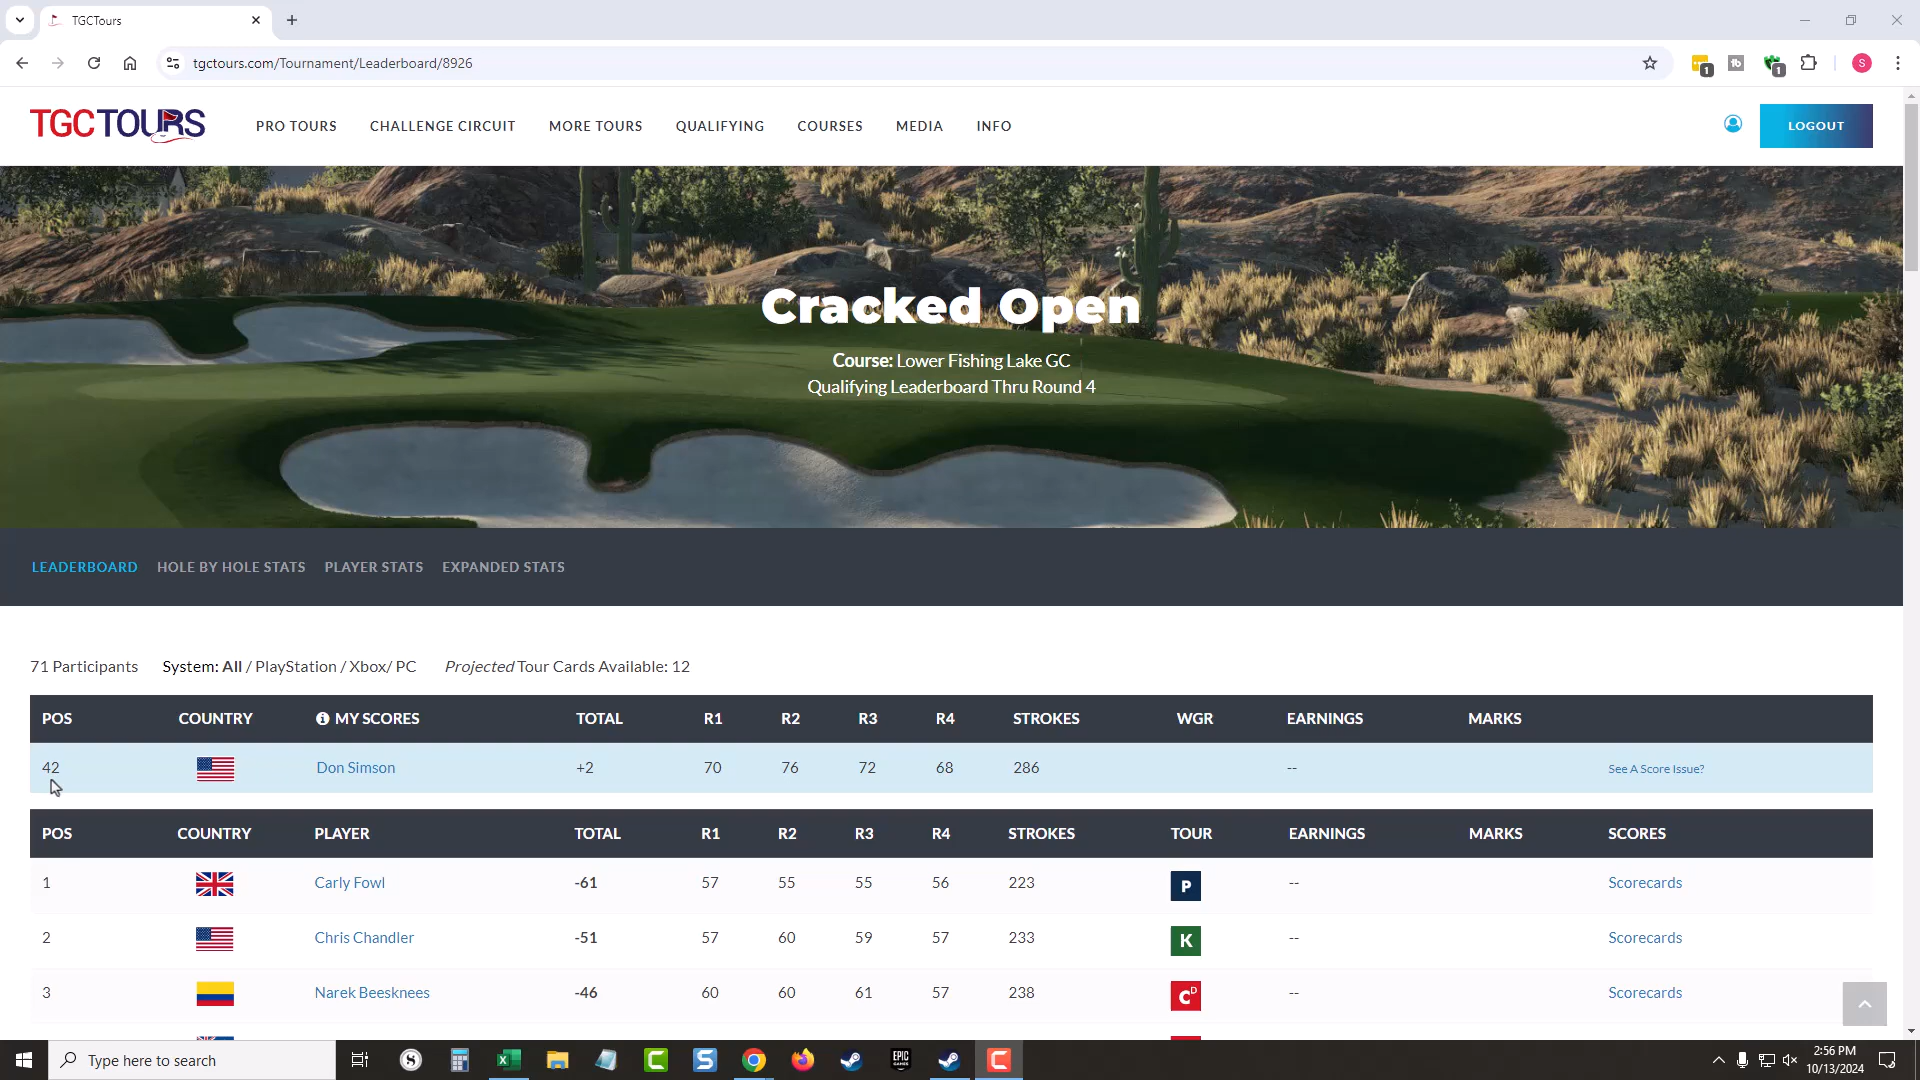 TGCTours
tgctours.com/Tournament/Leaderboard/8926
1
1
S
TGCTOURS
PRO TOURS CHALLENGE CIRCUIT MORE TOURS QUALIFYING COURSES MEDIA INFO
LOGOUT
Cracked Open
Course: Lower Fishing Lake GC
Qualifying Leaderboard Thru Round 4
LEADERBOARD HOLE BY HOLE STATS PLAYER STATS EXPANDED STATS
71 Participants System: All / PlayStation / Xbox/ PC Projected Tour Cards Available: 12
POS COUNTRY MY SCORES TOTAL R1 R2 R3 R4 STROKES WGR EARNINGS MARKS
42 Don Simson +2 70 76 72 68 286 -- See A Score Issue?
POS COUNTRY PLAYER TOTAL R1 R2 R3 R4 STROKES TOUR EARNINGS MARKS SCORES
1 Carly Fowl -61 57 55 55 56 223 P -- Scorecards
2 Chris Chandler -51 57 60 59 57 233 K -- Scorecards
3 Narek Beesknees -46 60 60 61 57 238 CD -- Scorecards
Type here to search
EPIC GAMES
2:56 PM
10/13/2024